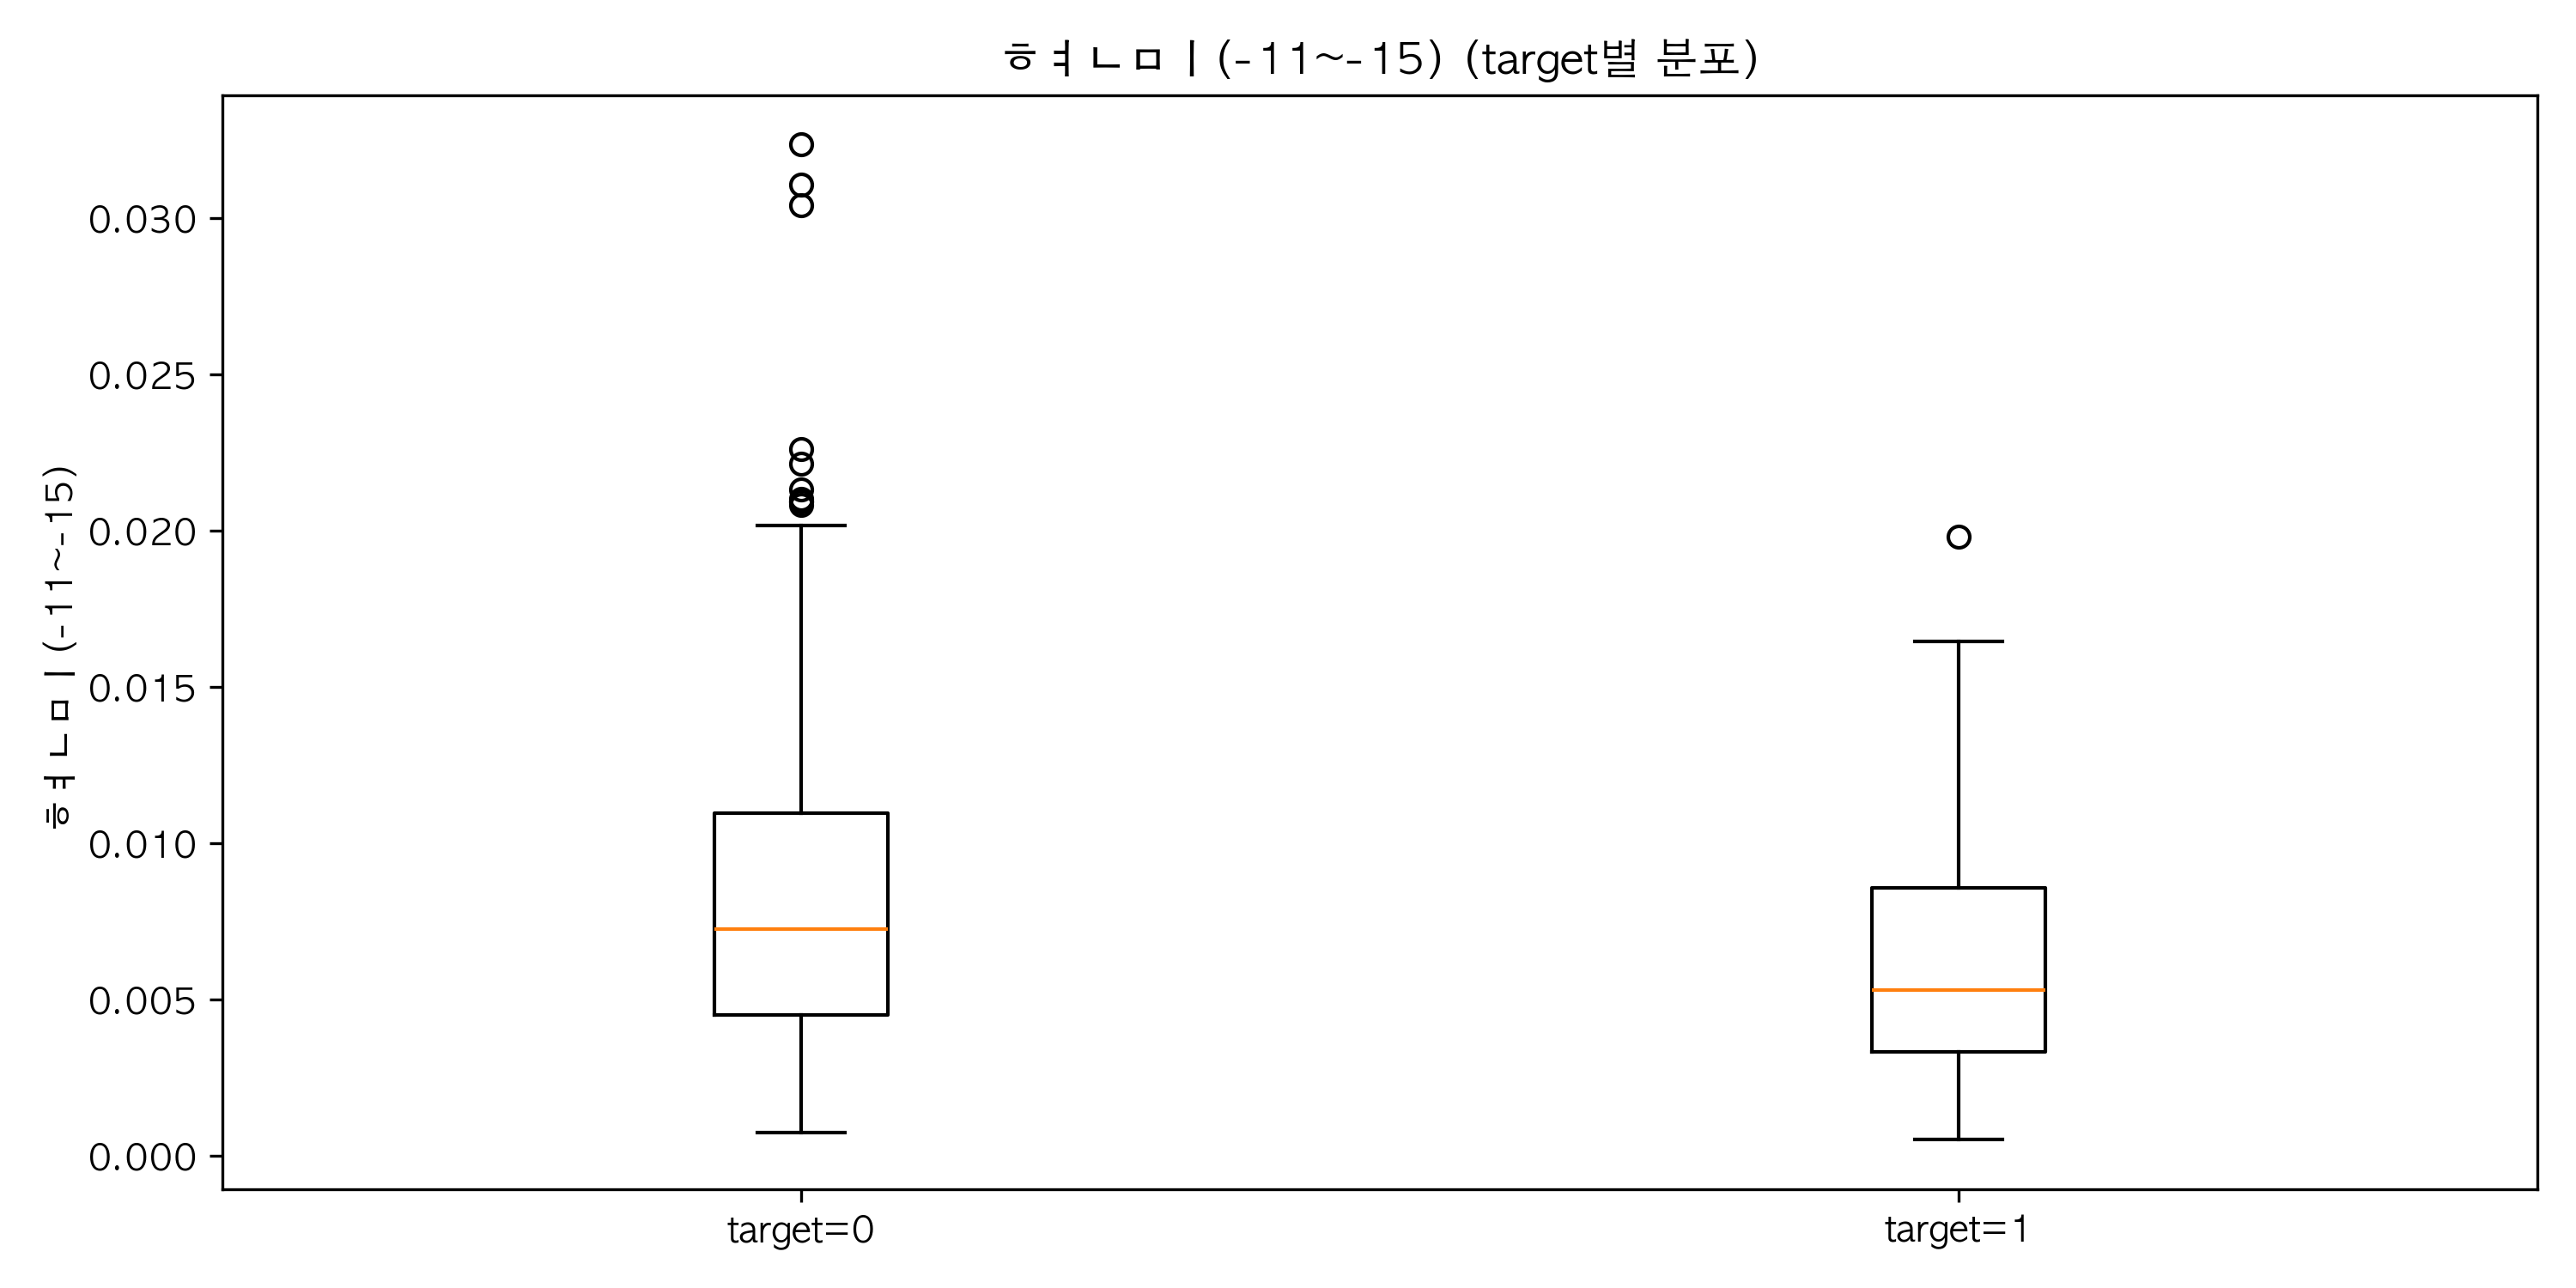 ㅎㅕㄴㅁㅣ(-11~-15) (target별 분포)
ㅎㅕㄴㅁㅣ(-11~-15)
0.030
0.025
0.020
0.015
0.010
0.005
0.000
target=0
target=1